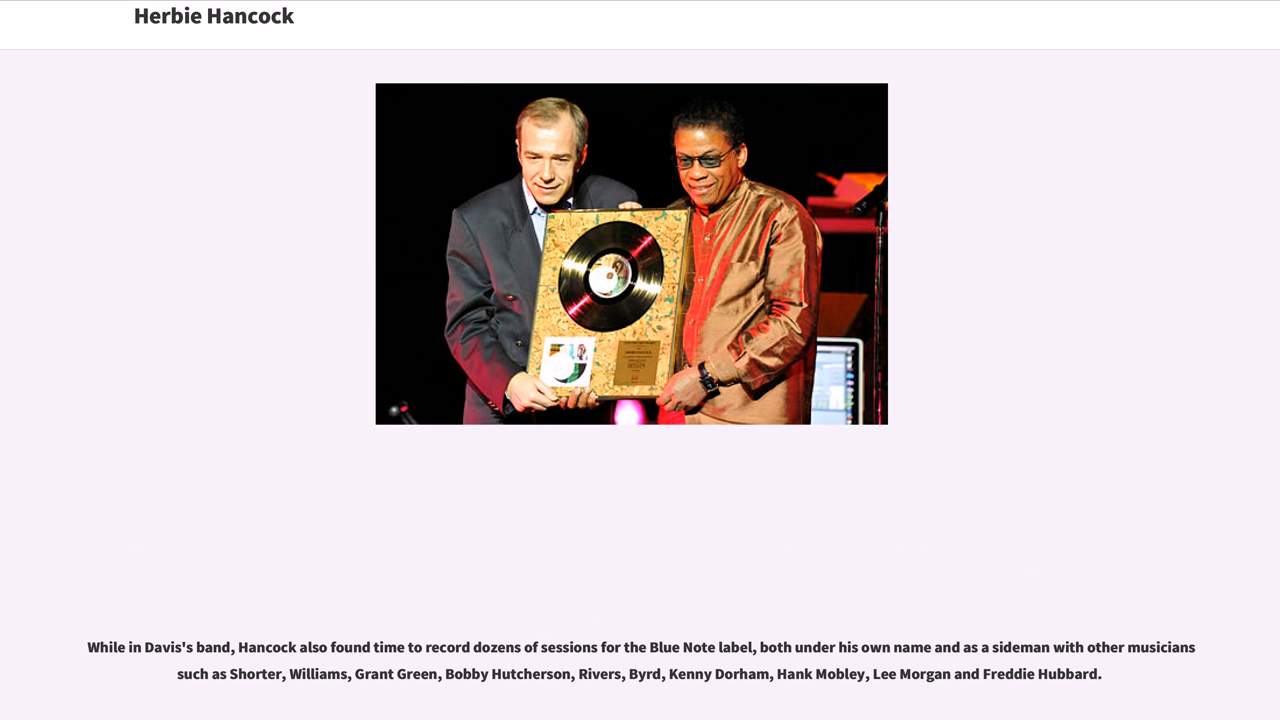 Herbie Hancock
While in Davis's band, Hancock also found time to record dozens of sessions for the Blue Note label, both under his own name and as a sideman with other musicians
such as Shorter, Williams, Grant Green, Bobby Hutcherson, Rivers, Byrd, Kenny Dorham, Hank Mobley, Lee Morgan and Freddie Hubbard.